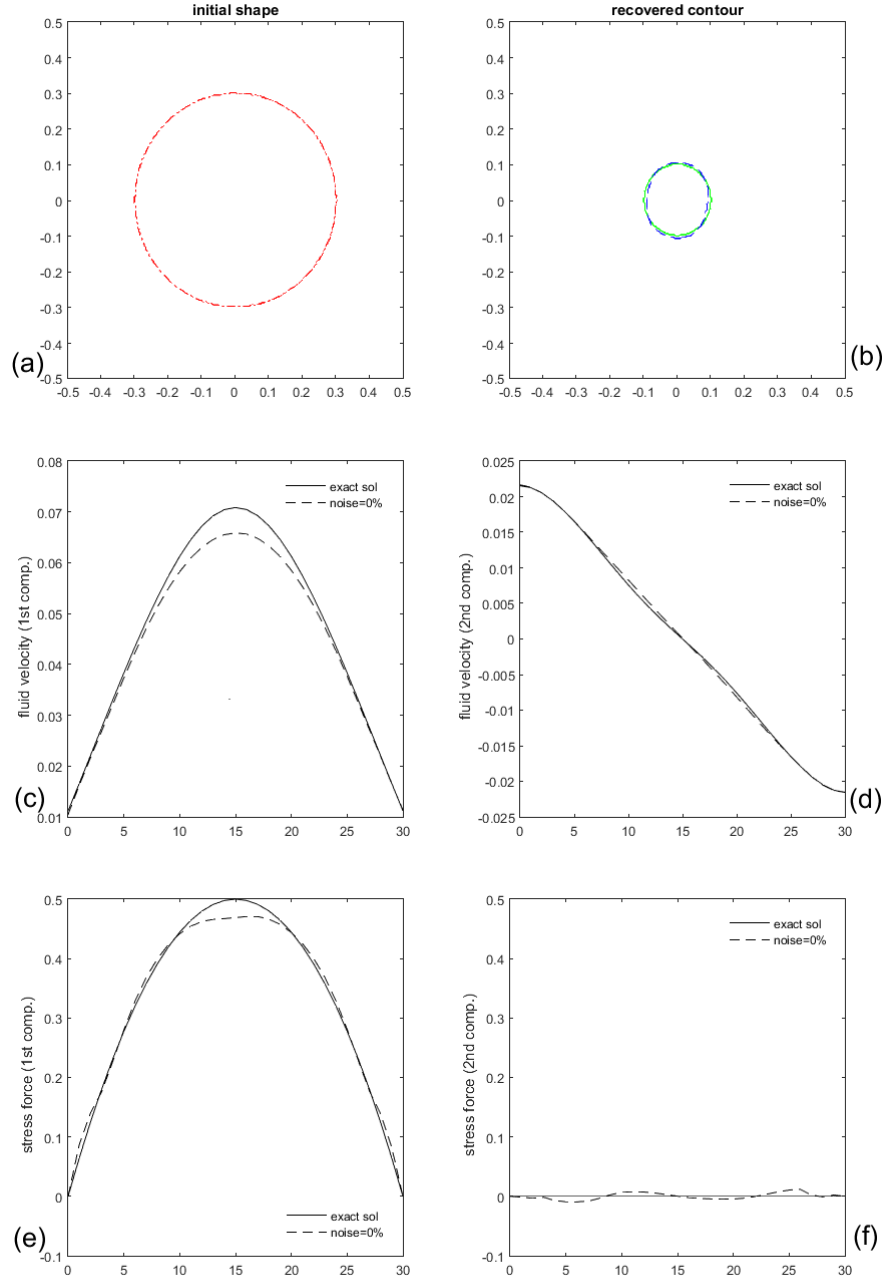 initial shape
0.5
0.4
0.3
0.2
0.1
0
-0.1
-0.2
-0.3
-0.4
-0.5
-0.5 -0.4 -0.3 -0.2 -0.1 0 0.1 0.2 0.3 0.4 0.5
(a)
recovered contour
0.5
0.4
0.3
0.2
0.1
0
-0.1
-0.2
-0.3
-0.4
-0.5
-0.5 -0.4 -0.3 -0.2 -0.1 0 0.1 0.2 0.3 0.4 0.5
(b)
fluid velocity (1st comp.)
0.08
0.07
0.06
0.05
0.04
0.03
0.02
0.01
0 5 10 15 20 25 30
exact sol
noise=0%
(c)
fluid velocity (2nd comp.)
0.025
0.02
0.015
0.01
0.005
0
-0.005
-0.01
-0.015
-0.02
-0.025
0 5 10 15 20 25 30
exact sol
noise=0%
(d)
stress force (1st comp.)
0.5
0.4
0.3
0.2
0.1
0
-0.1
0 5 10 15 20 25 30
exact sol
noise=0%
(e)
stress force (2nd comp.)
0.5
0.4
0.3
0.2
0.1
0
-0.1
0 5 10 15 20 25 30
exact sol
noise=0%
(f)